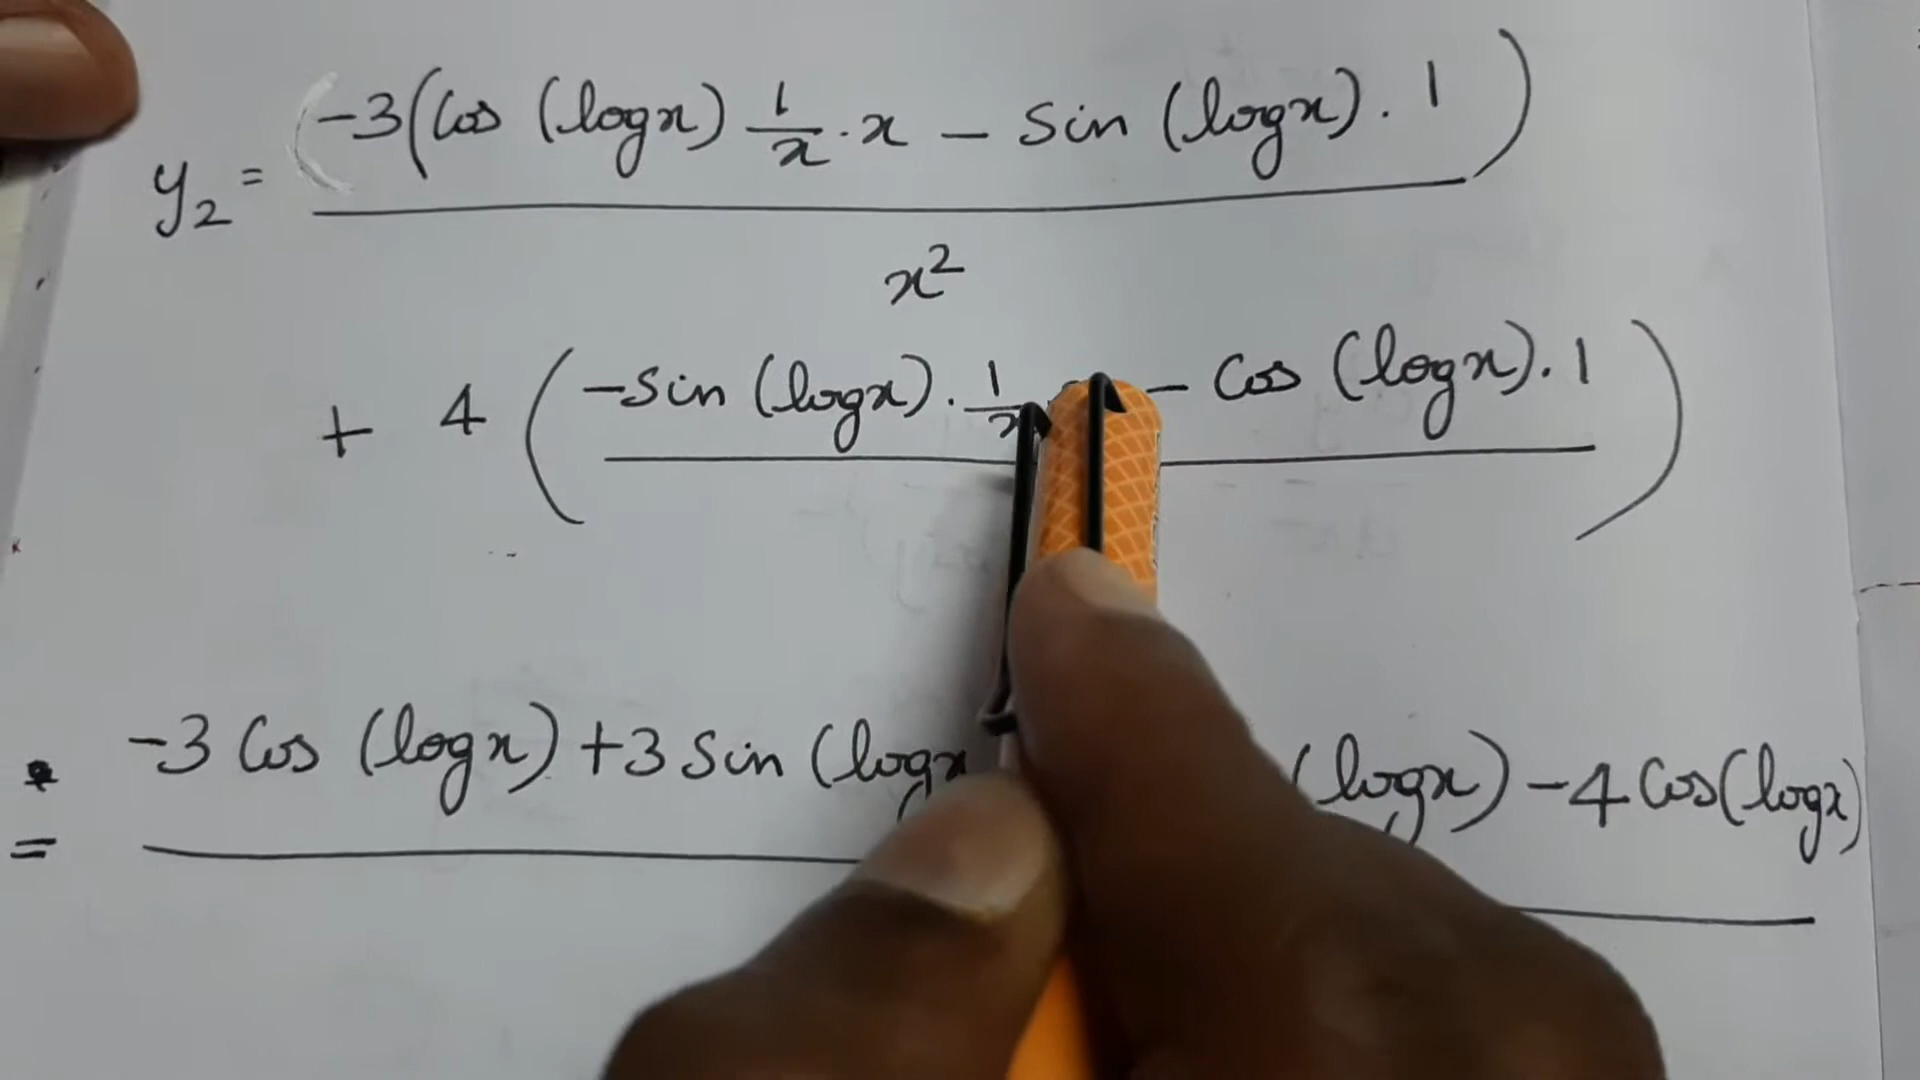 y₂ = (-3(Cos (logx) 1/x . x - Sin (logx) . 1)
x²
+ 4 (-Sin (logx) . 1/x - Cos (logx) . 1)
= -3 Cos (logx) +3 Sin (logx (logx) -4 Cos(logx)